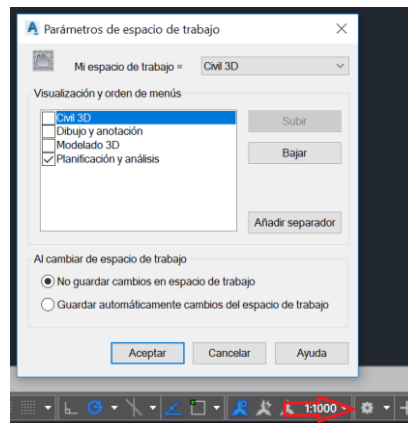 Parámetros de espacio de trabajo
Mi espacio de trabajo = Civil 3D
Visualización y orden de menús
Civil 3D
Dibujo y anotación
Modelado 3D
Planificación y análisis
Subir
Bajar
Añadir separador
Al cambiar de espacio de trabajo
No guardar cambios en espacio de trabajo
Guardar automáticamente cambios del espacio de trabajo
Aceptar Cancelar Ayuda
1:1000